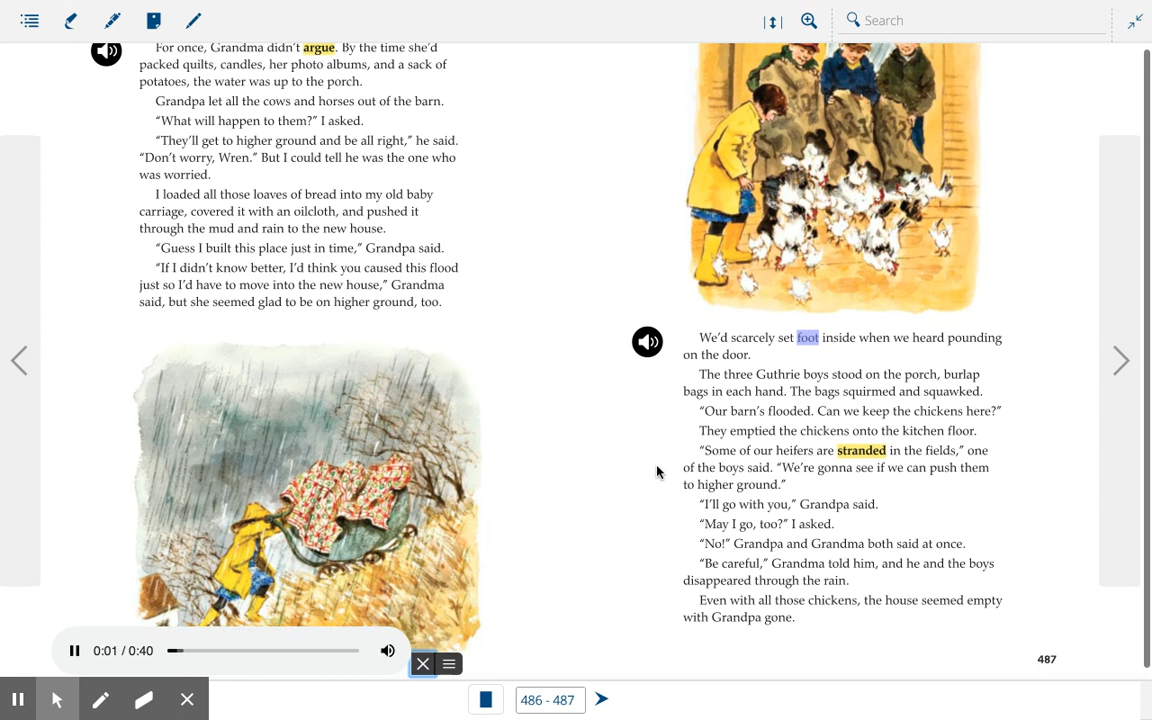 Search
For once, Grandma didn’t argue. By the time she’d
packed quilts, candles, her photo albums, and a sack of
potatoes, the water was up to the porch.
Grandpa let all the cows and horses out of the barn.
“What will happen to them?” I asked.
“They’ll get to higher ground and be all right,” he said.
“Don’t worry, Wren.” But I could tell he was the one who
was worried.
I loaded all those loaves of bread into my old baby
carriage, covered it with an oilcloth, and pushed it
through the mud and rain to the new house.
“Guess I built this place just in time,” Grandpa said.
“If I didn’t know better, I’d think you caused this flood
just so I’d have to move into the new house,” Grandma
said, but she seemed glad to be on higher ground, too.
We’d scarcely set foot inside when we heard pounding
on the door.
The three Guthrie boys stood on the porch, burlap
bags in each hand. The bags squirmed and squawked.
“Our barn’s flooded. Can we keep the chickens here?”
They emptied the chickens onto the kitchen floor.
“Some of our heifers are stranded in the fields,” one
of the boys said. “We’re gonna see if we can push them
to higher ground.”
“I’ll go with you,” Grandpa said.
“May I go, too?” I asked.
“No!” Grandpa and Grandma both said at once.
“Be careful,” Grandma told him, and he and the boys
disappeared through the rain.
Even with all those chickens, the house seemed empty
with Grandpa gone.
487
0:01 / 0:40
486 - 487